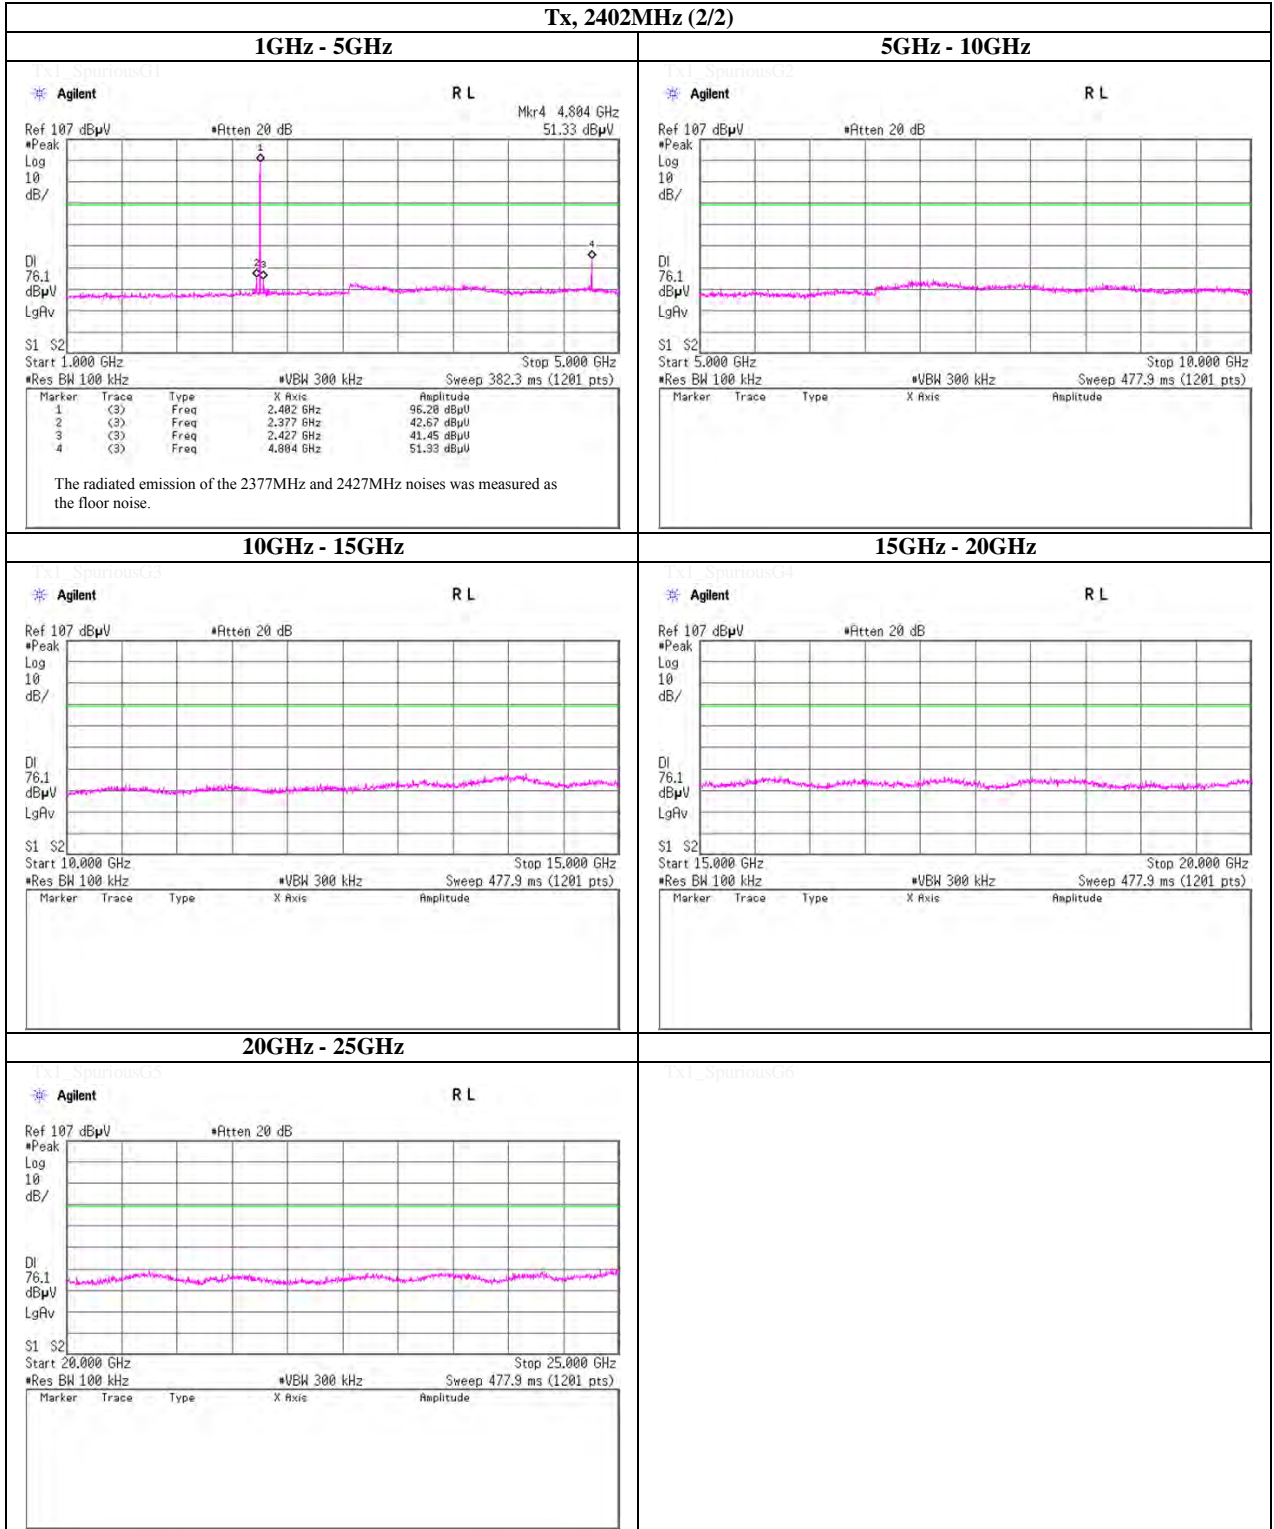 Tx, 2402MHz (2/2)
1GHz - 5GHz
Tx1_SpuriousG1
Agilent R L
Mkr4 4.804 GHz
Ref 107 dBµV #Atten 20 dB 51.33 dBµV
#Peak
Log
10
dB/
1
2 3
4
DI
76.1
dBµV
LgAv
S1 S2
Start 1.000 GHz Stop 5.000 GHz
#Res BW 100 kHz #VBW 300 kHz Sweep 382.3 ms (1201 pts)
Marker Trace Type X Axis Amplitude
1 (3) Freq 2.402 GHz 96.20 dBµV
2 (3) Freq 2.377 GHz 42.67 dBµV
3 (3) Freq 2.427 GHz 41.45 dBµV
4 (3) Freq 4.804 GHz 51.33 dBµV
The radiated emission of the 2377MHz and 2427MHz noises was measured as
the floor noise.
5GHz - 10GHz
Tx1_SpuriousG2
Agilent R L
Ref 107 dBµV #Atten 20 dB
#Peak
Log
10
dB/
DI
76.1
dBµV
LgAv
S1 S2
Start 5.000 GHz Stop 10.000 GHz
#Res BW 100 kHz #VBW 300 kHz Sweep 477.9 ms (1201 pts)
Marker Trace Type X Axis Amplitude
10GHz - 15GHz
Tx1_SpuriousG3
Agilent R L
Ref 107 dBµV #Atten 20 dB
#Peak
Log
10
dB/
DI
76.1
dBµV
LgAv
S1 S2
Start 10.000 GHz Stop 15.000 GHz
#Res BW 100 kHz #VBW 300 kHz Sweep 477.9 ms (1201 pts)
Marker Trace Type X Axis Amplitude
15GHz - 20GHz
Tx1_SpuriousG4
Agilent R L
Ref 107 dBµV #Atten 20 dB
#Peak
Log
10
dB/
DI
76.1
dBµV
LgAv
S1 S2
Start 15.000 GHz Stop 20.000 GHz
#Res BW 100 kHz #VBW 300 kHz Sweep 477.9 ms (1201 pts)
Marker Trace Type X Axis Amplitude
20GHz - 25GHz
Tx1_SpuriousG5
Agilent R L
Ref 107 dBµV #Atten 20 dB
#Peak
Log
10
dB/
DI
76.1
dBµV
LgAv
S1 S2
Start 20.000 GHz Stop 25.000 GHz
#Res BW 100 kHz #VBW 300 kHz Sweep 477.9 ms (1201 pts)
Marker Trace Type X Axis Amplitude
Tx1_SpuriousG6